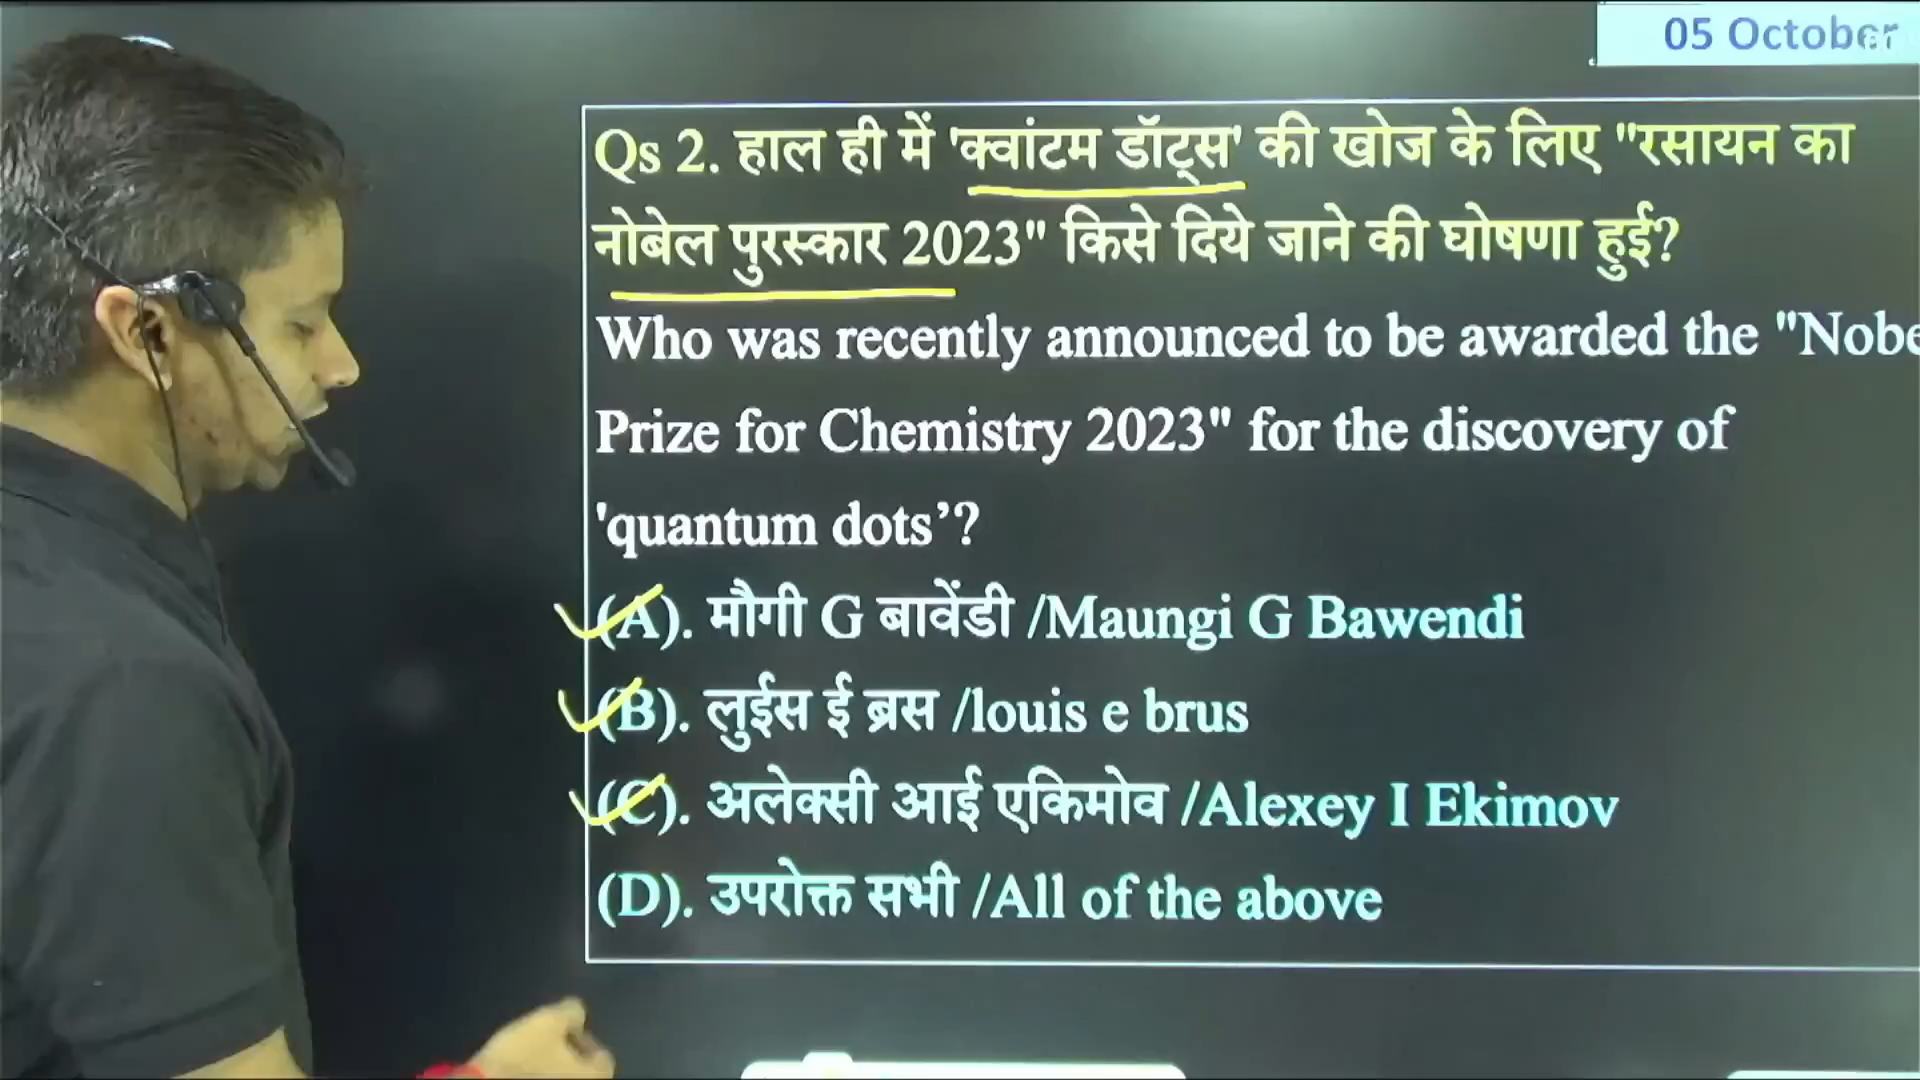 05 October
Qs 2. हाल ही में 'क्वांटम डॉट्स' की खोज के लिए "रसायन का
नोबेल पुरस्कार 2023" किसे दिये जाने की घोषणा हुई?
Who was recently announced to be awarded the "Nobe
Prize for Chemistry 2023" for the discovery of
'quantum dots’?
(A). मौगी G बावेंडी /Maungi G Bawendi
(B). लुईस ई ब्रस /louis e brus
(C). अलेक्सी आई एकिमोव /Alexey I Ekimov
(D). उपरोक्त सभी /All of the above